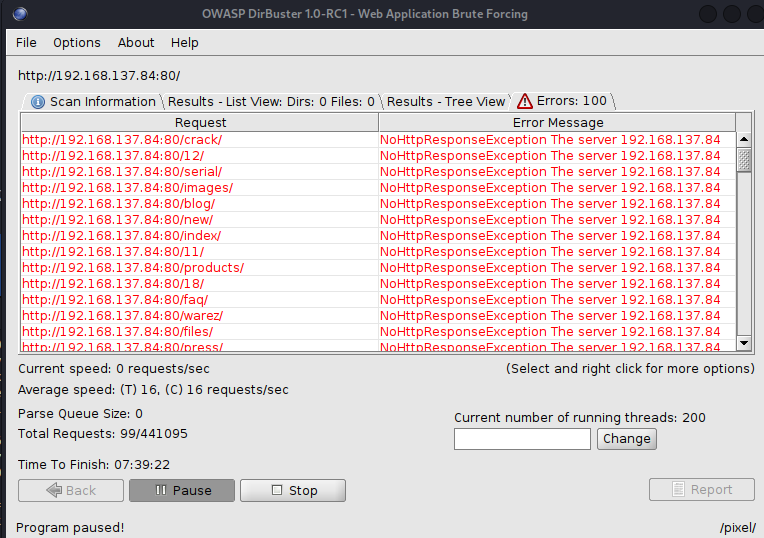 OWASP DirBuster 1.0-RC1 - Web Application Brute Forcing
File Options About Help
http://192.168.137.84:80/
Scan Information Results - List View: Dirs: 0 Files: 0 Results - Tree View Errors: 100
Request Error Message
http://192.168.137.84:80/crack/ NoHttpResponseException The server 192.168.137.84
http://192.168.137.84:80/12/ NoHttpResponseException The server 192.168.137.84
http://192.168.137.84:80/serial/ NoHttpResponseException The server 192.168.137.84
http://192.168.137.84:80/images/ NoHttpResponseException The server 192.168.137.84
http://192.168.137.84:80/blog/ NoHttpResponseException The server 192.168.137.84
http://192.168.137.84:80/new/ NoHttpResponseException The server 192.168.137.84
http://192.168.137.84:80/index/ NoHttpResponseException The server 192.168.137.84
http://192.168.137.84:80/11/ NoHttpResponseException The server 192.168.137.84
http://192.168.137.84:80/products/ NoHttpResponseException The server 192.168.137.84
http://192.168.137.84:80/18/ NoHttpResponseException The server 192.168.137.84
http://192.168.137.84:80/faq/ NoHttpResponseException The server 192.168.137.84
http://192.168.137.84:80/warez/ NoHttpResponseException The server 192.168.137.84
http://192.168.137.84:80/files/ NoHttpResponseException The server 192.168.137.84
http://192.168.137.84:80/press/ NoHttpResponseException The server 192.168.137.84
Current speed: 0 requests/sec (Select and right click for more options)
Average speed: (T) 16, (C) 16 requests/sec
Parse Queue Size: 0 Current number of running threads: 200
Total Requests: 99/441095 Change
Time To Finish: 07:39:22
Back Pause Stop Report
Program paused! /pixel/